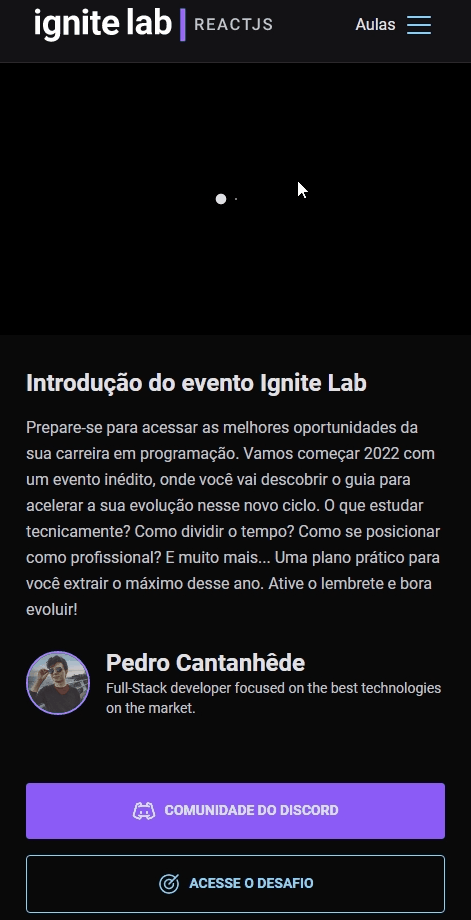 ignite lab REACTJS
Aulas
Introdução do evento Ignite Lab
Prepare-se para acessar as melhores oportunidades da
sua carreira em programação. Vamos começar 2022 com
um evento inédito, onde você vai descobrir o guia para
acelerar a sua evolução nesse novo ciclo. O que estudar
tecnicamente? Como dividir o tempo? Como se posicionar
como profissional? E muito mais... Uma plano prático para
você extrair o máximo desse ano. Ative o lembrete e bora
evoluir!
Pedro Cantanhêde
Full-Stack developer focused on the best technologies
on the market.
COMUNIDADE DO DISCORD
ACESSE O DESAFIO